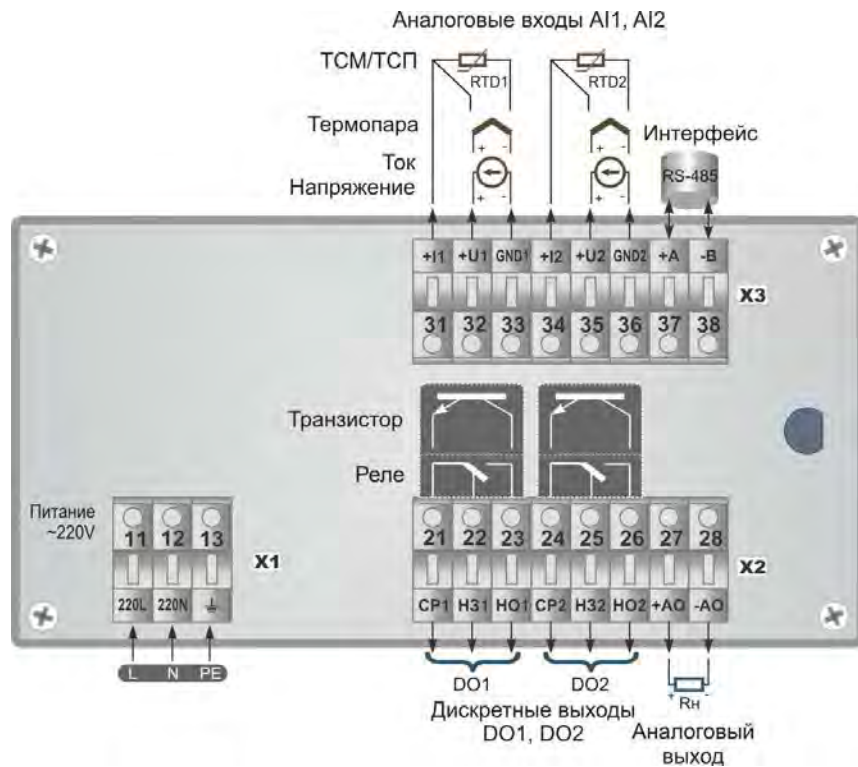 Аналоговые входы AI1, AI2
ТСМ/ТСП
RTD1
RTD2
Термопара
+ -
+ -
Интерфейс
Ток
Напряжение
RS-485
+ -
+ -
+I1 +U1 GND1 +I2 +U2 GND2 +A -B
X3
31 32 33 34 35 36 37 38
Транзистор
Реле
Питание
~220V
11 12 13
X1
21 22 23 24 25 26 27 28
X2
220L 220N
СР1 НЗ1 НО1 СР2 НЗ2 НО2 +AO -AO
L N PE
DO1
DO2
+ -
Rн
Дискретные выходы
DO1, DO2
Аналоговый
выход